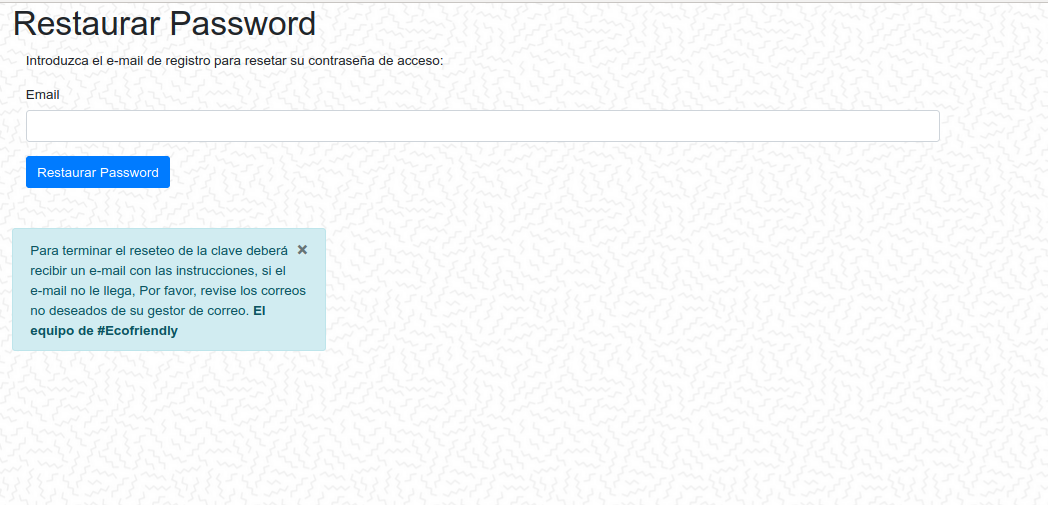 Restaurar Password
Introduzca el e-mail de registro para resetar su contraseña de acceso:
Email
Restaurar Password
Para terminar el reseteo de la clave deberá ×
recibir un e-mail con las instrucciones, si el
e-mail no le llega, Por favor, revise los correos
no deseados de su gestor de correo. El
equipo de #Ecofriendly